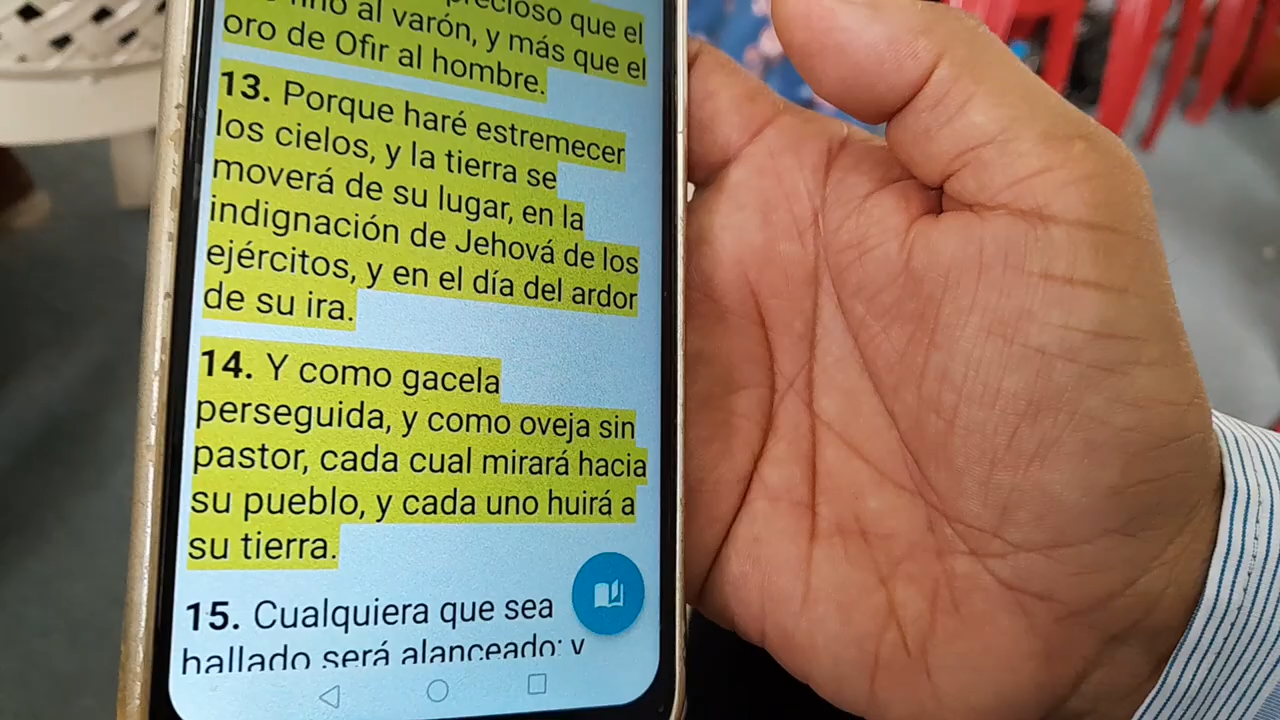 fino al varón, y más que el
oro de Ofir al hombre.
13. Porque haré estremecer
los cielos, y la tierra se
moverá de su lugar, en la
indignación de Jehová de los
ejércitos, y en el día del ardor
de su ira.
14. Y como gacela
perseguida, y como oveja sin
pastor, cada cual mirará hacia
su pueblo, y cada uno huirá a
su tierra.
15. Cualquiera que sea
hallado será alanceado; y